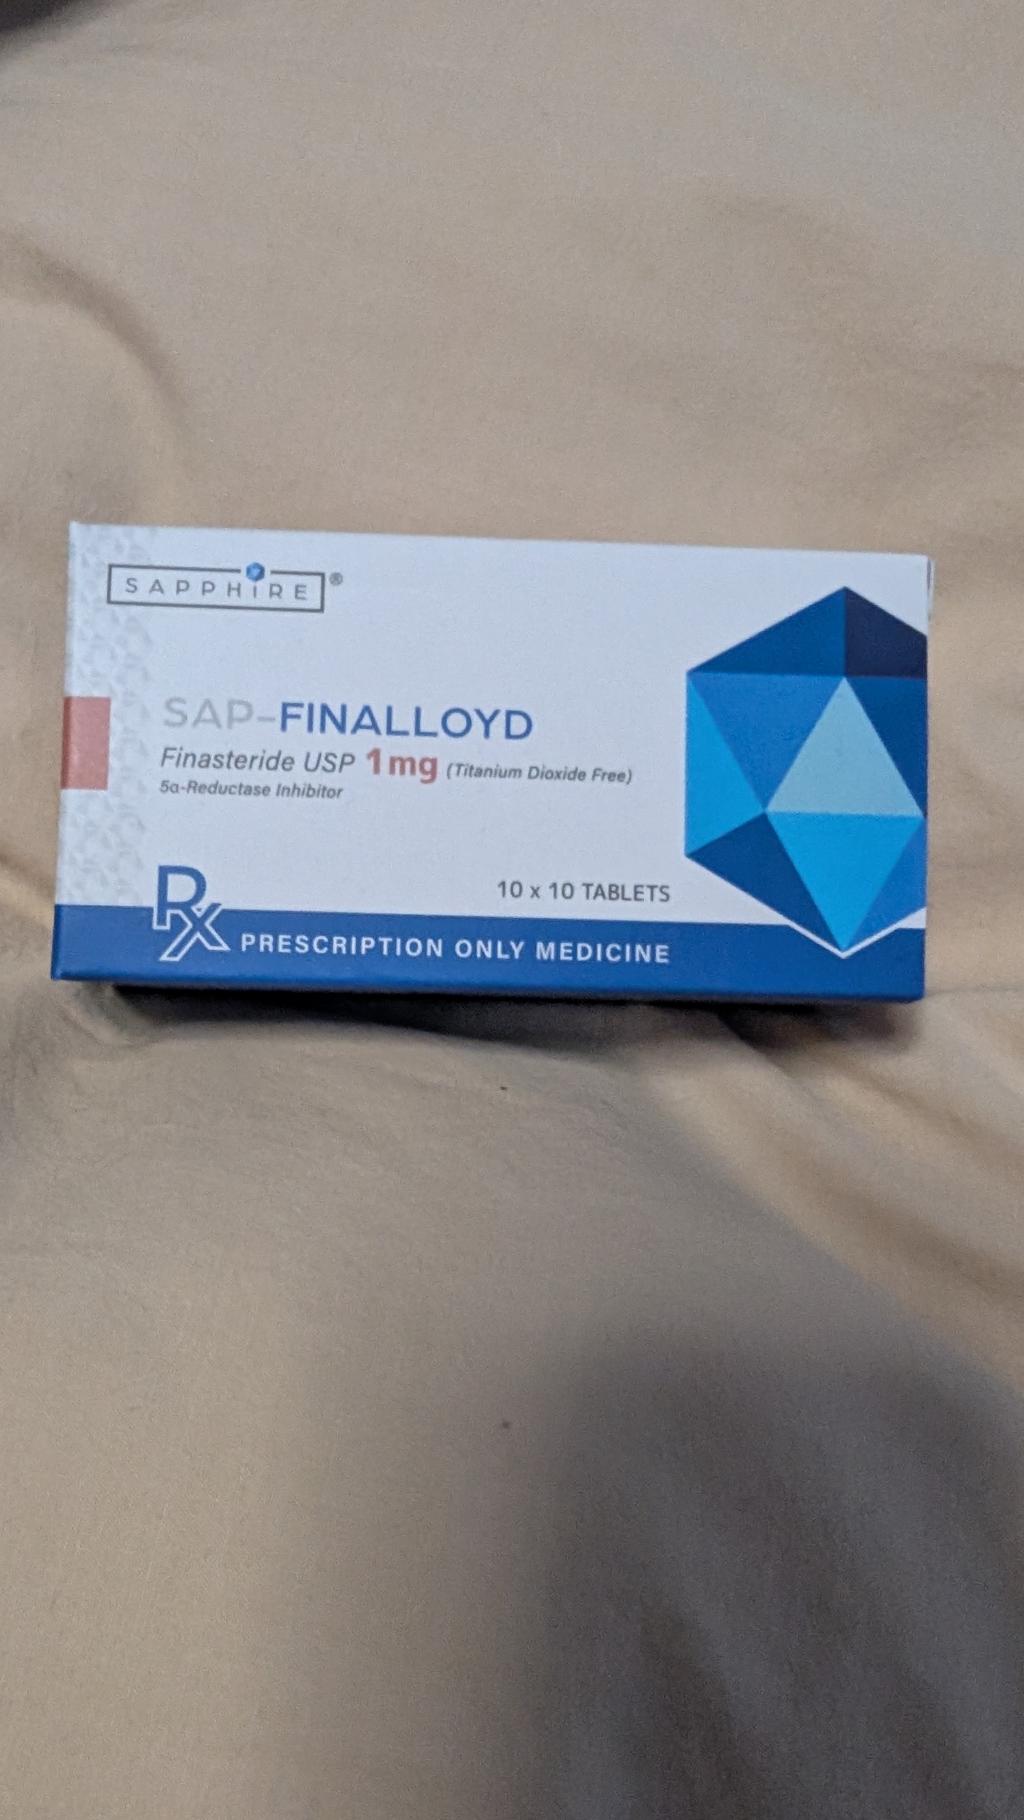 SAPPHIRE®
SAP-FINALLOYD
Finasteride USP 1mg (Titanium Dioxide Free)
5α-Reductase Inhibitor
10 x 10 TABLETS
Rx PRESCRIPTION ONLY MEDICINE